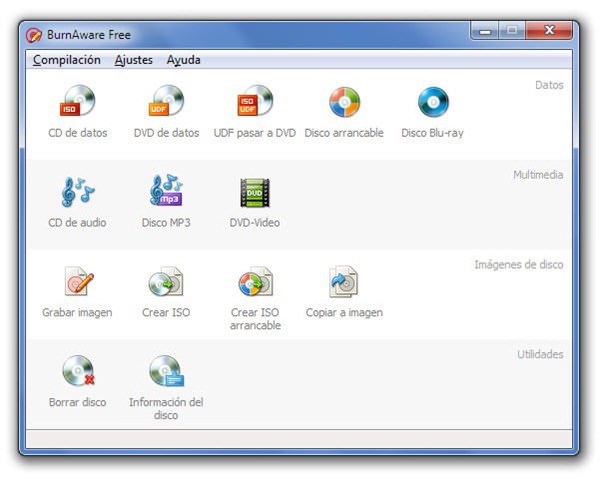 BurnAware Free
Compilación Ajustes Ayuda
Datos
ISO
UDF
ISO UDF
CD de datos
DVD de datos
UDF pasar a DVD
Disco arrancable
Disco Blu-ray
Multimedia
mp3
DVD
CD de audio
Disco MP3
DVD-Video
Imágenes de disco
Grabar imagen
Crear ISO
Crear ISO
arrancable
Copiar a imagen
Utilidades
Borrar disco
Información del
disco